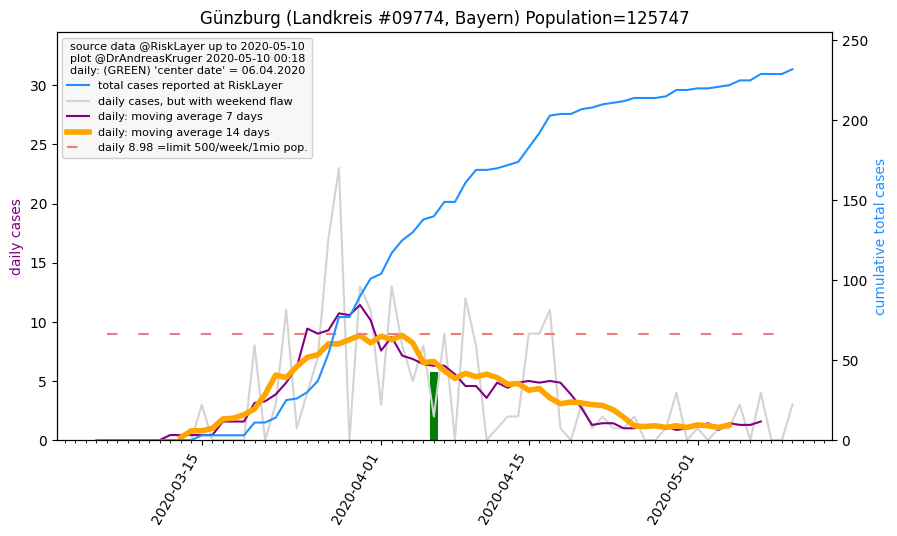 Günzburg (Landkreis #09774, Bayern) Population=125747
source data @RiskLayer up to 2020-05-10
plot @DrAndreasKruger 2020-05-10 00:18
daily: (GREEN) 'center date' = 06.04.2020
total cases reported at RiskLayer
daily cases, but with weekend flaw
daily: moving average 7 days
daily: moving average 14 days
daily 8.98 =limit 500/week/1mio pop.
daily cases
30
25
20
15
10
5
0
250
200
150
100
50
0
cumulative total cases
2020-03-15
2020-04-01
2020-04-15
2020-05-01